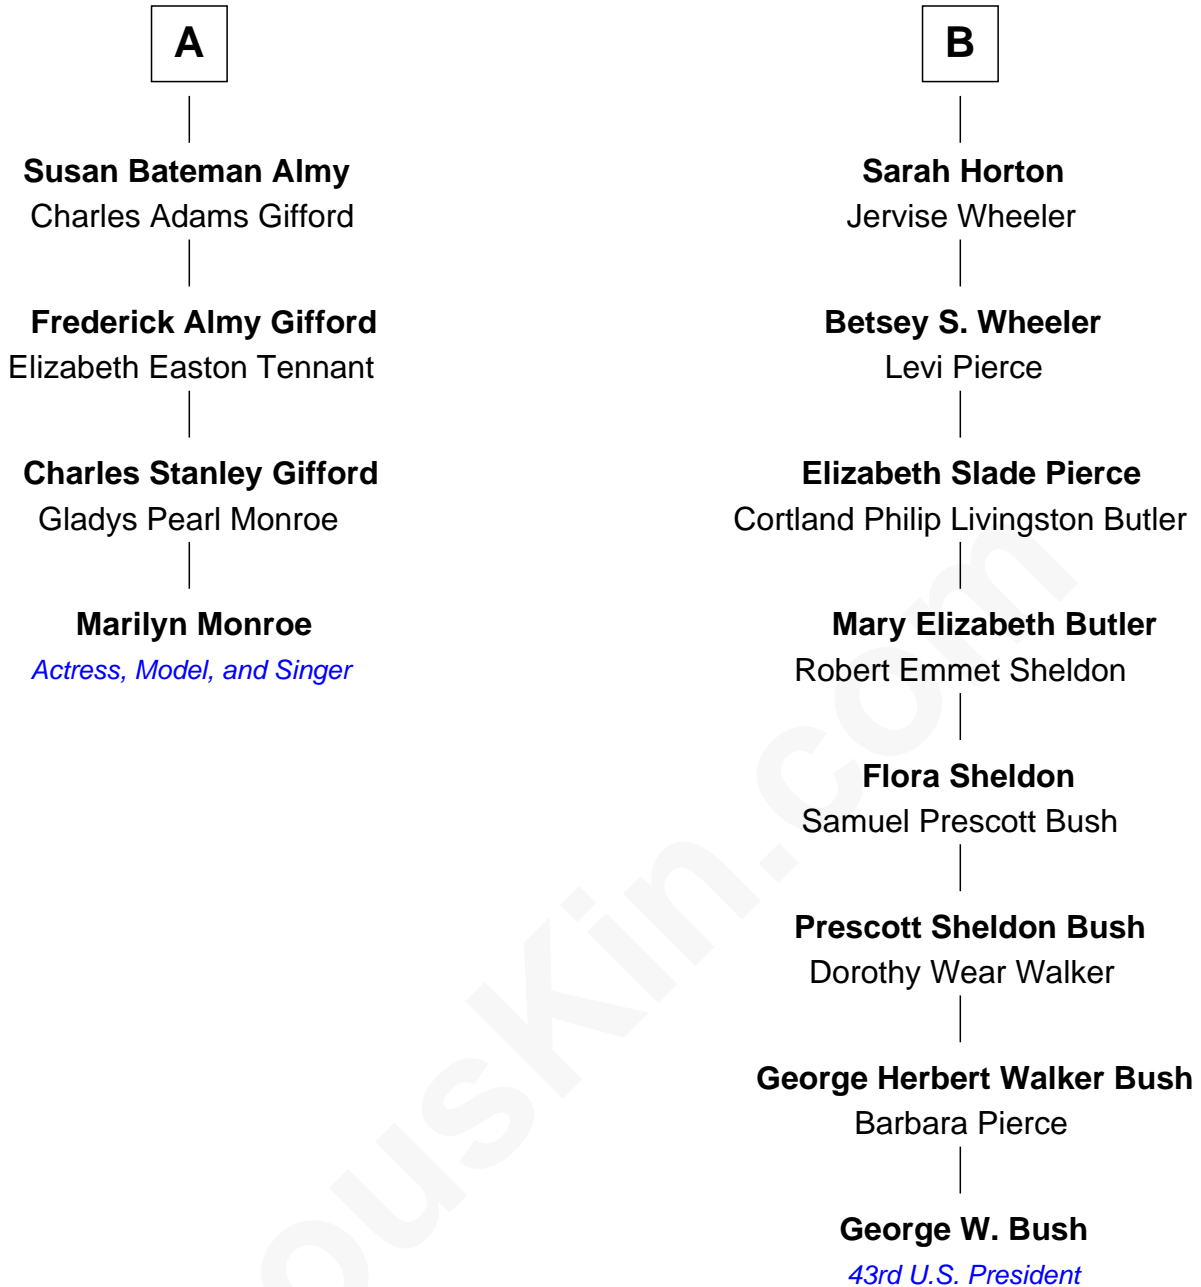 A
Susan Bateman Almy
Charles Adams Gifford
Frederick Almy Gifford
Elizabeth Easton Tennant
Charles Stanley Gifford
Gladys Pearl Monroe
Marilyn Monroe
Actress, Model, and Singer
B
Sarah Horton
Jervise Wheeler
Betsey S. Wheeler
Levi Pierce
Elizabeth Slade Pierce
Cortland Philip Livingston Butler
Mary Elizabeth Butler
Robert Emmet Sheldon
Flora Sheldon
Samuel Prescott Bush
Prescott Sheldon Bush
Dorothy Wear Walker
George Herbert Walker Bush
Barbara Pierce
George W. Bush
43rd U.S. President
ousKin.com